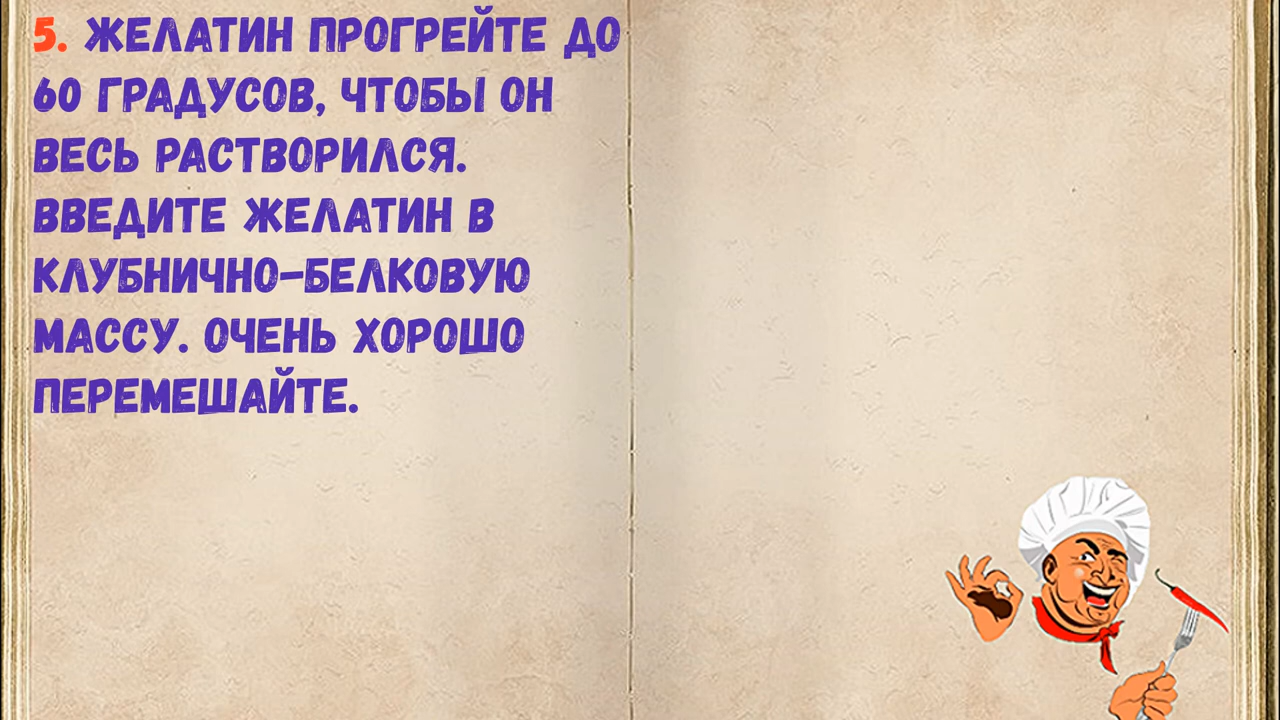 5. ЖЕЛАТИН ПРОГРЕЙТЕ ДО
60 ГРАДУСОВ, ЧТОБЫ ОН
ВЕСЬ РАСТВОРИЛСЯ.
ВВЕДИТЕ ЖЕЛАТИН В
КЛУБНИЧНО-БЕЛКОВУЮ
МАССУ. ОЧЕНЬ ХОРОШО
ПЕРЕМЕШАЙТЕ.